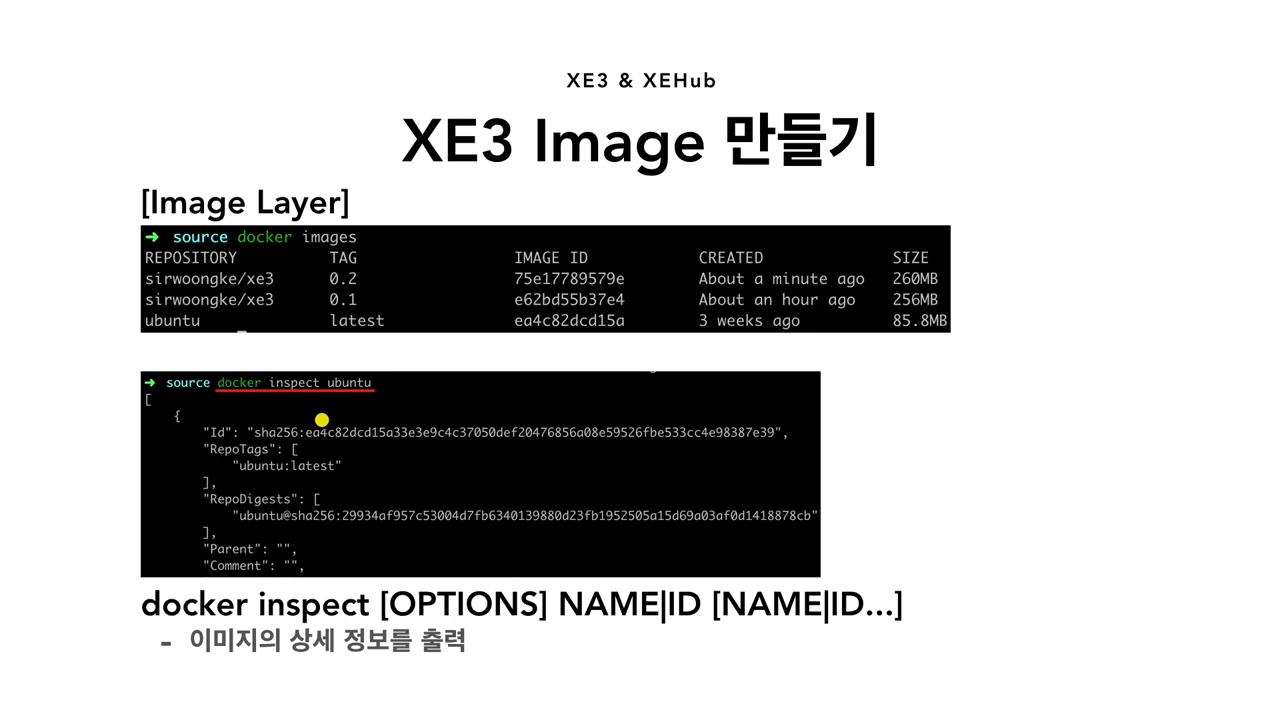 XE3 & XEHub
XE3 Image 만들기
[Image Layer]
➜ source docker images
REPOSITORY TAG IMAGE ID CREATED SIZE
sirwoongke/xe3 0.2 75e17789579e About a minute ago 260MB
sirwoongke/xe3 0.1 e62bd55b37e4 About an hour ago 256MB
ubuntu latest ea4c82dcd15a 3 weeks ago 85.8MB
➜ source docker inspect ubuntu
[
{
"Id": "sha256:ea4c82dcd15a33e3e9c4c37050def20476856a08e59526fbe533cc4e98387e39",
"RepoTags": [
"ubuntu:latest"
],
"RepoDigests": [
"ubuntu@sha256:29934af957c53004d7fb6340139880d23fb1952505a15d69a03af0d1418878cb"
],
"Parent": "",
"Comment": "",
docker inspect [OPTIONS] NAME|ID [NAME|ID...]
- 이미지의 상세 정보를 출력